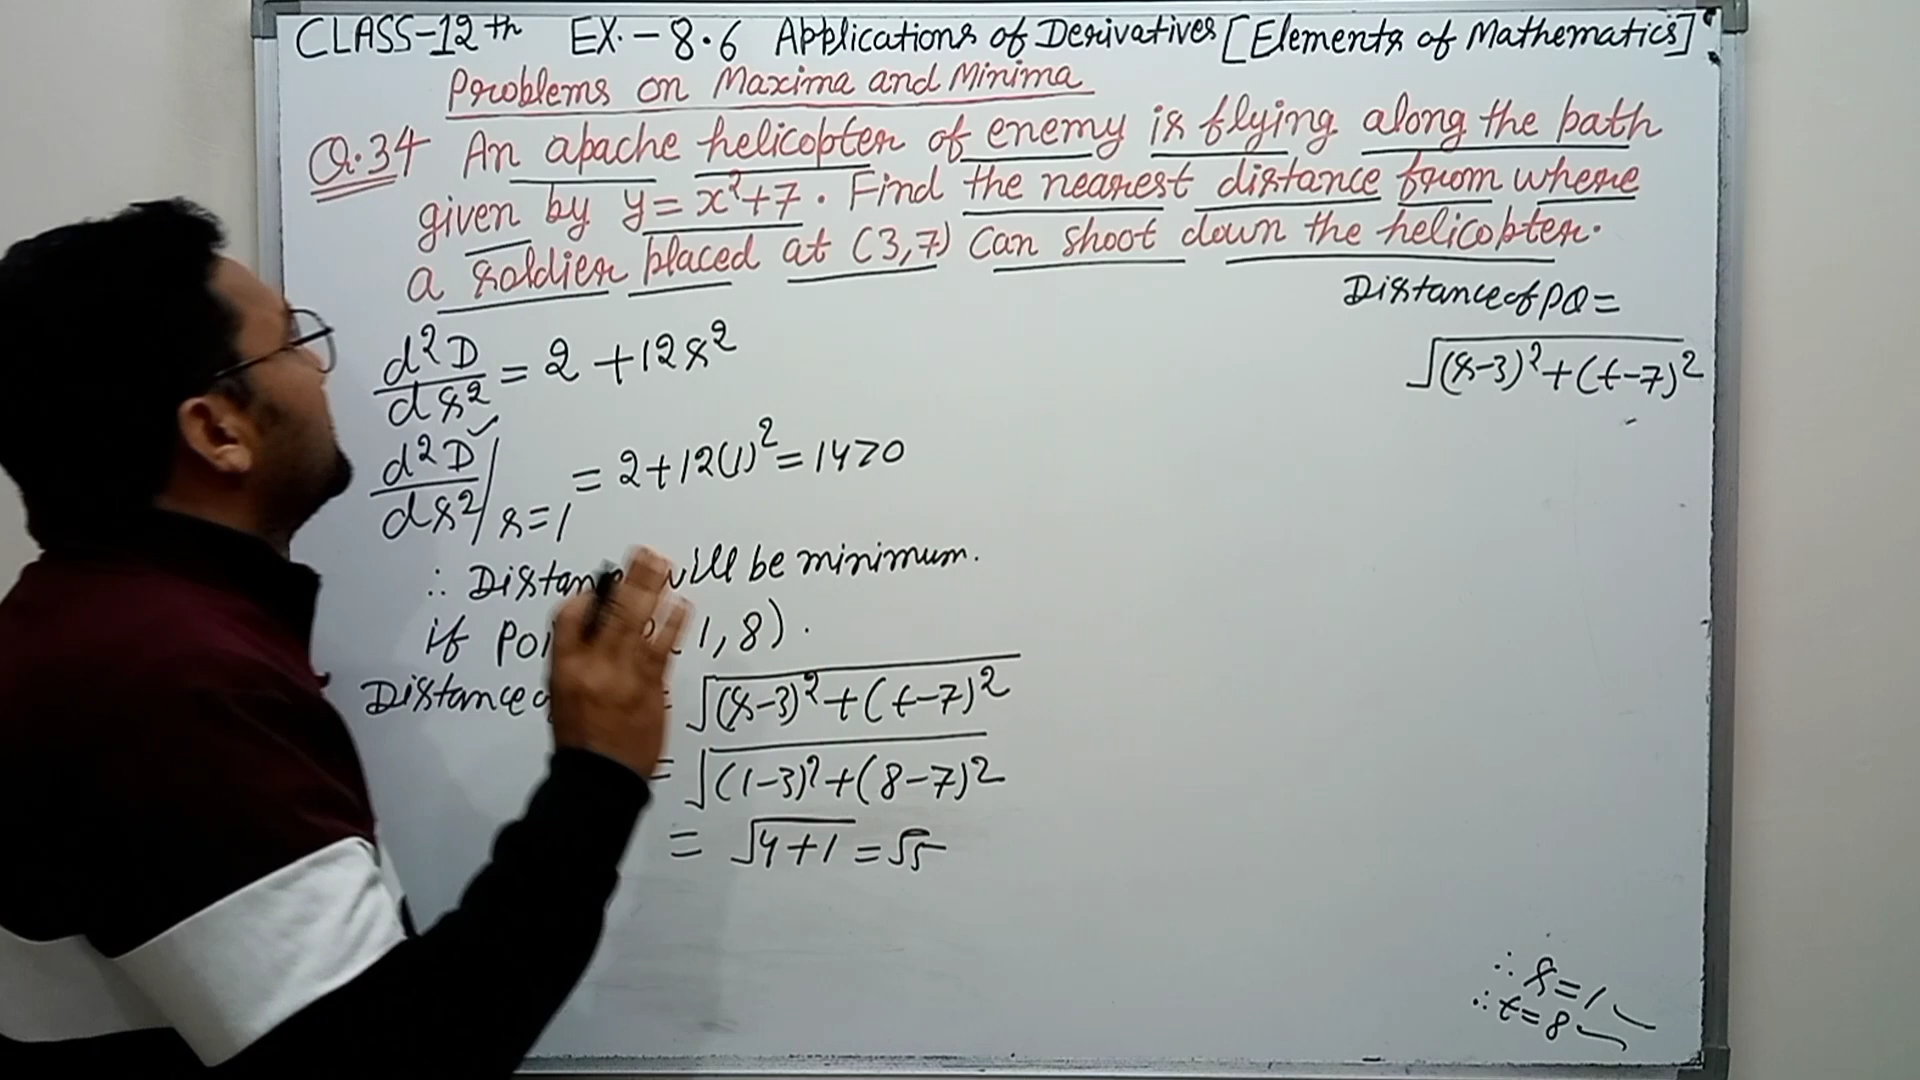 CLASS-12th EX.-8.6 Applications of Derivatives [Elements of Mathematics]
Problems on Maxima and Minima
Q.34 An apache helicopter of enemy is flying along the path
given by y = x²+7. Find the nearest distance from where
a soldier placed at (3,7) can shoot down the helicopter.
Distance of PQ =
√(s-3)²+(t-7)²
d²D/ds² = 2 + 12s²
d²D/ds² | s=1 = 2+12(1)² = 14>0
∴ Distance will be minimum.
if (1, 8).
Distance = √(s-3)²+(t-7)²
= √(1-3)²+(8-7)²
= √4+1 = √5
∴ s=1
∴ t=8